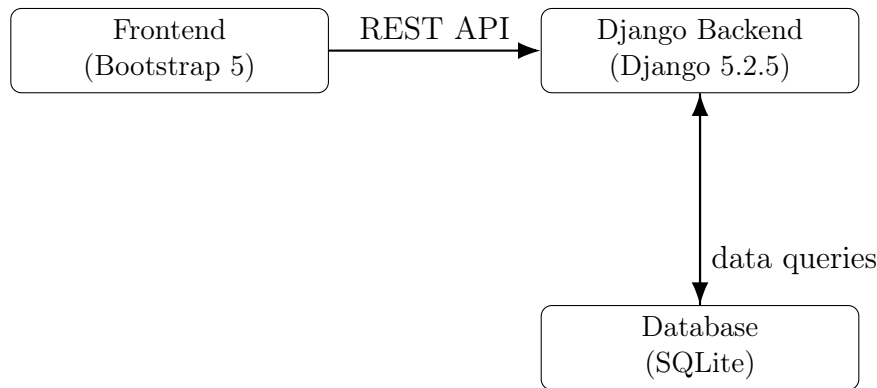 Frontend
(Bootstrap 5)
REST API
Django Backend
(Django 5.2.5)
data queries
Database
(SQLite)